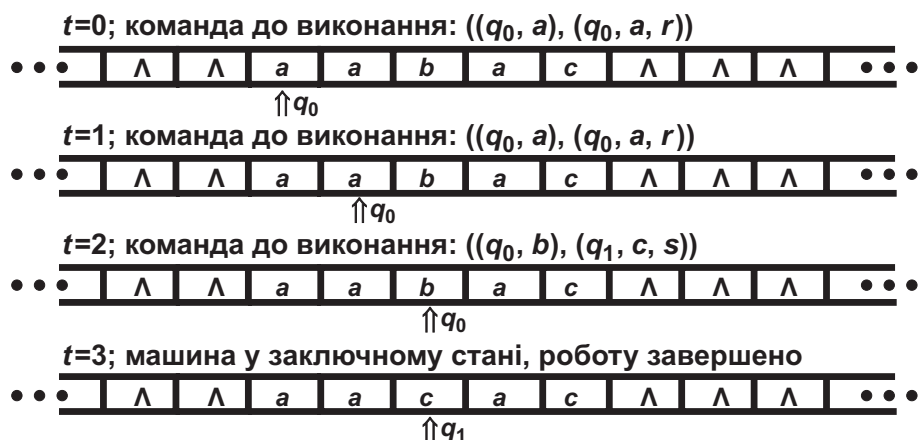 t=0; команда до виконання: ((q₀, a), (q₀, a, r))
••• Λ Λ a a b a c Λ Λ Λ •••
⇑q₀
t=1; команда до виконання: ((q₀, a), (q₀, a, r))
••• Λ Λ a a b a c Λ Λ Λ •••
⇑q₀
t=2; команда до виконання: ((q₀, b), (q₁, c, s))
••• Λ Λ a a b a c Λ Λ Λ •••
⇑q₀
t=3; машина у заключному стані, роботу завершено
••• Λ Λ a a c a c Λ Λ Λ •••
⇑q₁